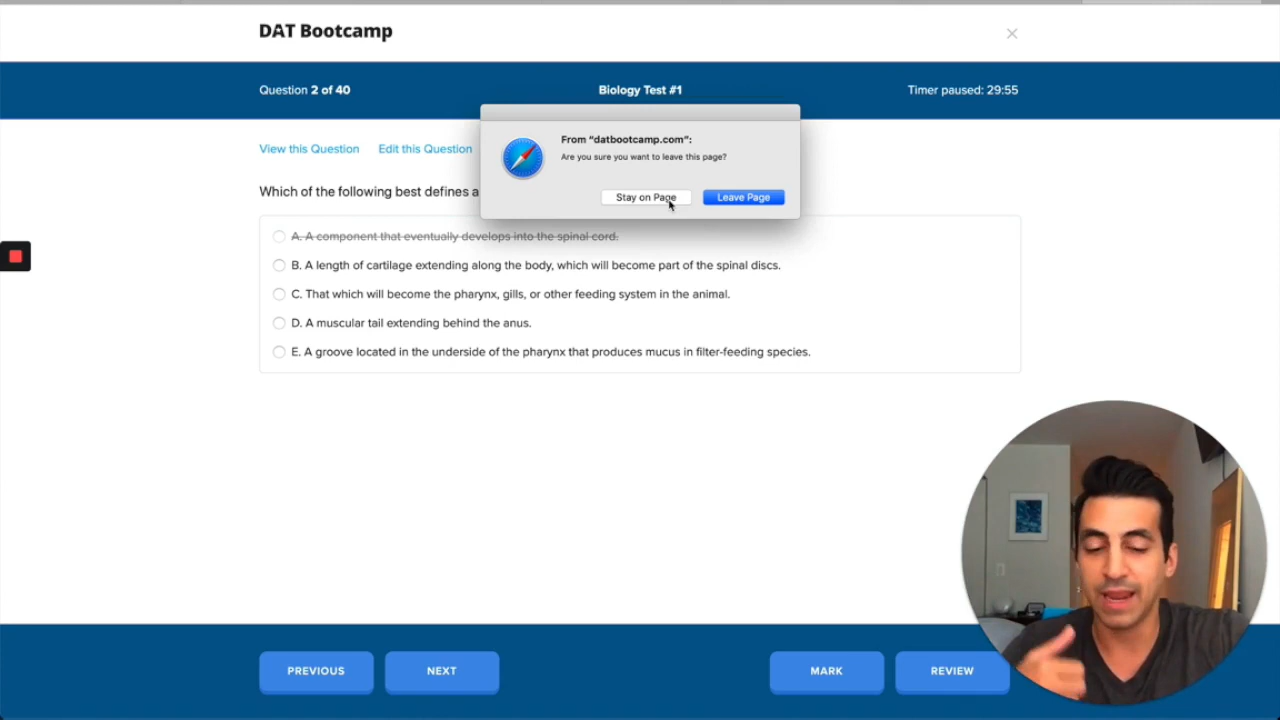 DAT Bootcamp
Question 2 of 40
Biology Test #1
Timer paused: 29:55
From “datbootcamp.com”:
Are you sure you want to leave this page?
Stay on Page
Leave Page
View this Question
Edit this Question
Which of the following best defines a
A. A component that eventually develops into the spinal cord.
B. A length of cartilage extending along the body, which will become part of the spinal discs.
C. That which will become the pharynx, gills, or other feeding system in the animal.
D. A muscular tail extending behind the anus.
E. A groove located in the underside of the pharynx that produces mucus in filter-feeding species.
PREVIOUS
NEXT
MARK
REVIEW